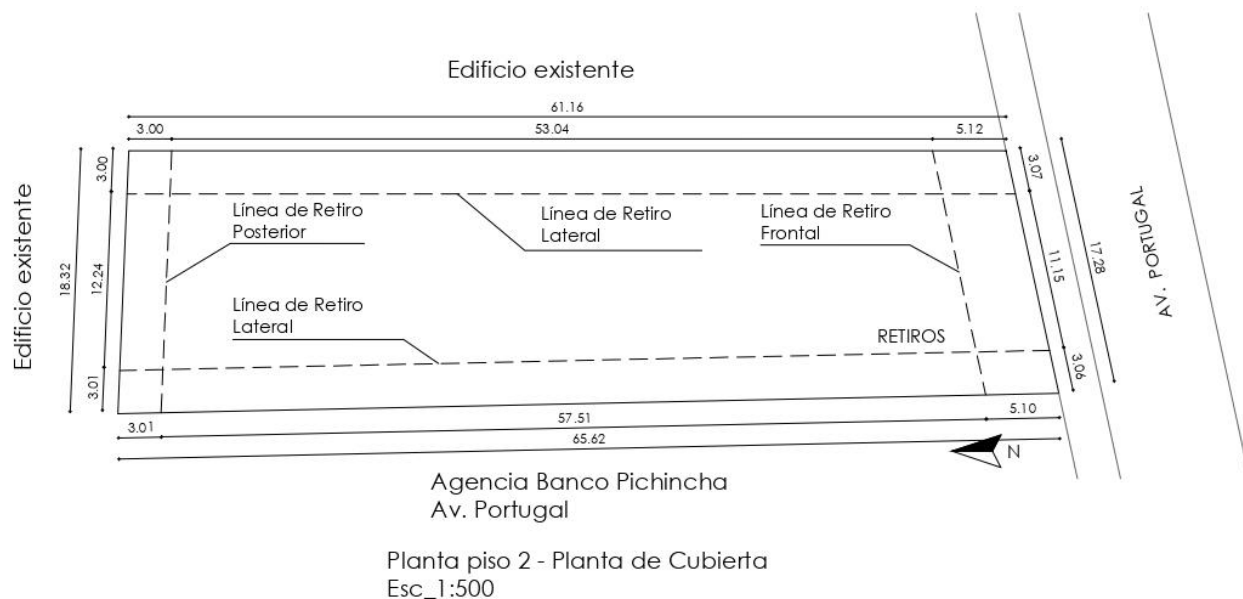 Edificio existente
61.16
3.00
53.04
5.12
3.00
12.24
3.01
18.32
Edificio existente
Línea de Retiro
Posterior
Línea de Retiro
Lateral
Línea de Retiro
Frontal
Línea de Retiro
Lateral
RETIROS
3.07
11.15
3.06
17.28
AV. PORTUGAL
3.01
57.51
5.10
65.62
N
Agencia Banco Pichincha
Av. Portugal
Planta piso 2 - Planta de Cubierta
Esc_1:500